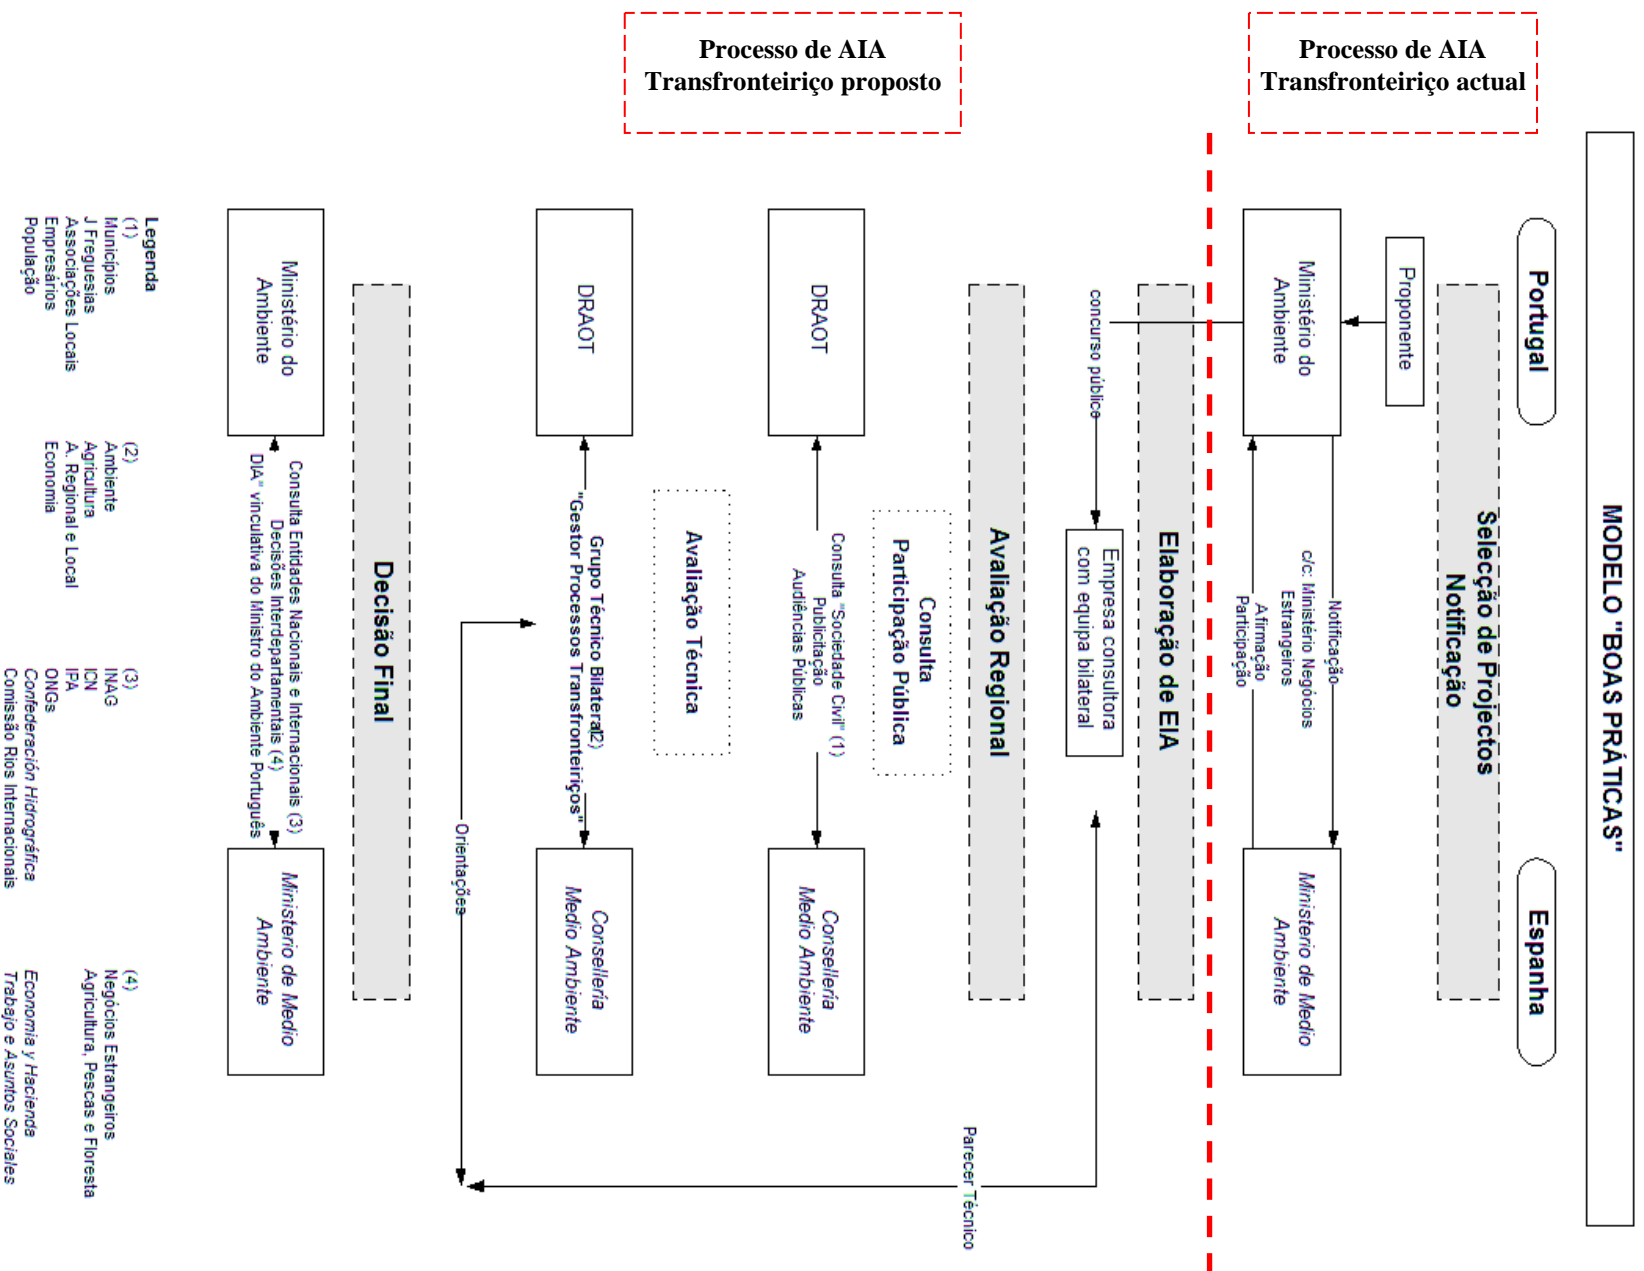 Processo de AIA
Transfronteiriço proposto
Processo de AIA
Transfronteiriço actual
MODELO "BOAS PRÁTICAS"
Portugal
Espanha
Selecção de Projectos
Notificação
Proponente
Ministério do
Ambiente
Notificação
c/c: Ministério Negócios
Estrangeiros
Afirmação
Participação
Ministerio de Medio
Ambiente
Elaboração de EIA
concurso público
Empresa consultora
com equipa bilateral
Avaliação Regional
Consulta
Participação Pública
DRAOT
Consulta "Sociedade Civil" (1)
Publicitação
Audiências Públicas
Conselleria
Medio Ambiente
Parecer Técnico
Avaliação Técnica
DRAOT
Grupo Técnico Bilateral(2)
"Gestor Processos Transfronteiriços"
Conselleria
Medio Ambiente
Orientações
Decisão Final
Ministério do
Ambiente
Consulta Entidades Nacionais e Internacionais (3)
Decisões Interdepartamentais (4)
DIA" vinculativa do Ministro do Ambiente Português
Ministerio de Medio
Ambiente
Legenda
(1)
Municípios
J Freguesias
Associações Locais
Empresários
População
(2)
Ambiente
Agricultura
A. Regional e Local
Economia
(3)
INAG
ICN
IPA
ONGs
Confederación Hidrográfica
Comissão Rios Internacionais
(4)
Negócios Estrangeiros
Agricultura, Pescas e Floresta
Economia y Hacienda
Trabajo e Asuntos Sociales